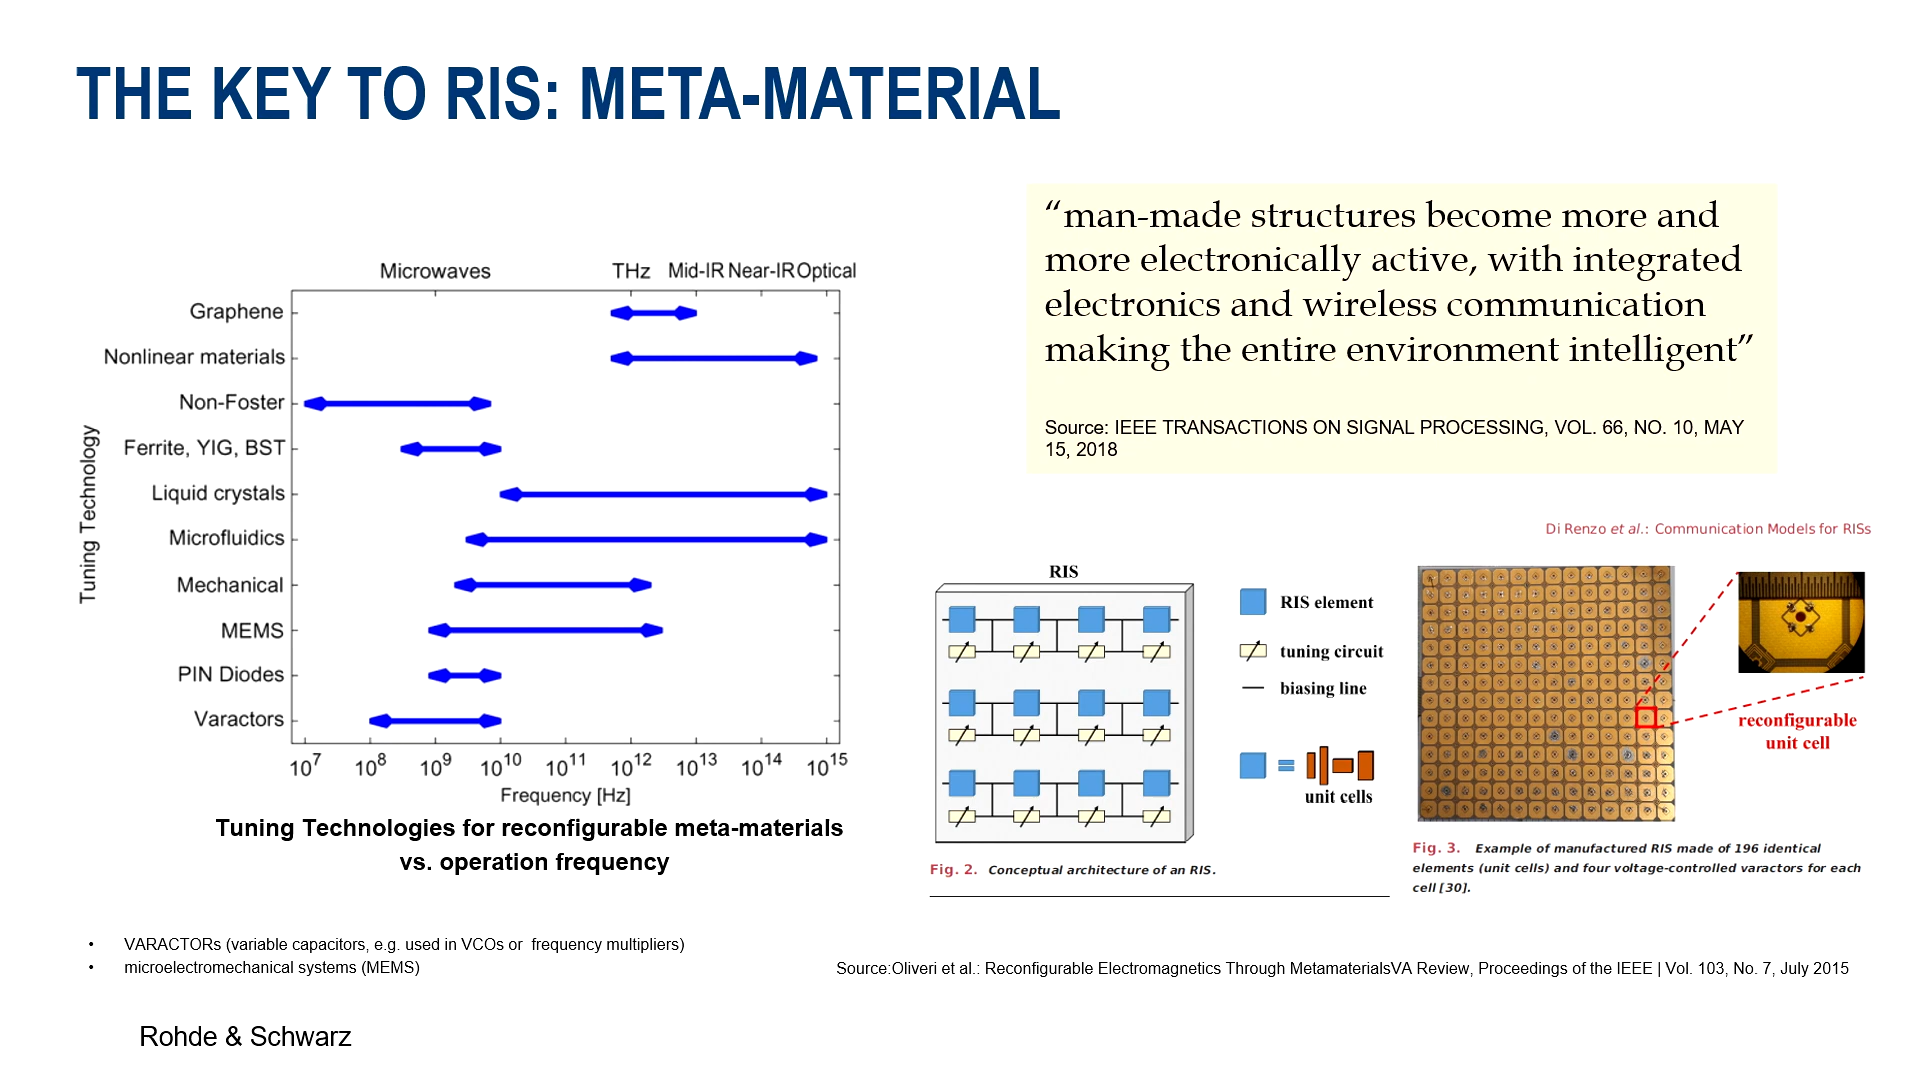 THE KEY TO RIS: META-MATERIAL
Microwaves THz Mid-IR Near-IR Optical
Tuning Technology
Graphene
Nonlinear materials
Non-Foster
Ferrite, YIG, BST
Liquid crystals
Microfluidics
Mechanical
MEMS
PIN Diodes
Varactors
10⁷ 10⁸ 10⁹ 10¹⁰ 10¹¹ 10¹² 10¹³ 10¹⁴ 10¹⁵
Frequency [Hz]
Tuning Technologies for reconfigurable meta-materials
vs. operation frequency
“man-made structures become more and
more electronically active, with integrated
electronics and wireless communication
making the entire environment intelligent”
Source: IEEE TRANSACTIONS ON SIGNAL PROCESSING, VOL. 66, NO. 10, MAY
15, 2018
Di Renzo et al.: Communication Models for RISs
RIS
RIS element
tuning circuit
biasing line
unit cells
Fig. 2. Conceptual architecture of an RIS.
reconfigurable
unit cell
Fig. 3. Example of manufactured RIS made of 196 identical
elements (unit cells) and four voltage-controlled varactors for each
cell [30].
• VARACTORs (variable capacitors, e.g. used in VCOs or frequency multipliers)
• microelectromechanical systems (MEMS)
Source:Oliveri et al.: Reconfigurable Electromagnetics Through MetamaterialsVA Review, Proceedings of the IEEE | Vol. 103, No. 7, July 2015
Rohde & Schwarz